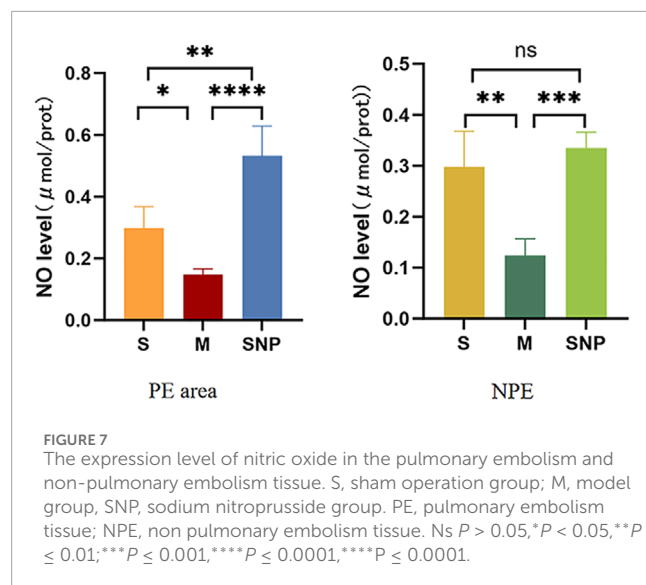 **
* ****
0.8
0.6
0.4
0.2
0.0
NO level( μ mol/prot)
S M SNP
PE area
ns
** ***
0.5
0.4
0.3
0.2
0.1
0.0
NO level( μ mol/prot))
S M SNP
NPE
FIGURE 7
The expression level of nitric oxide in the pulmonary embolism and
non-pulmonary embolism tissue. S, sham operation group; M, model
group, SNP, sodium nitroprusside group. PE, pulmonary embolism
tissue; NPE, non pulmonary embolism tissue. Ns P > 0.05,*P < 0.05,**P
≤ 0.01;***P ≤ 0.001,****P ≤ 0.0001,****P ≤ 0.0001.